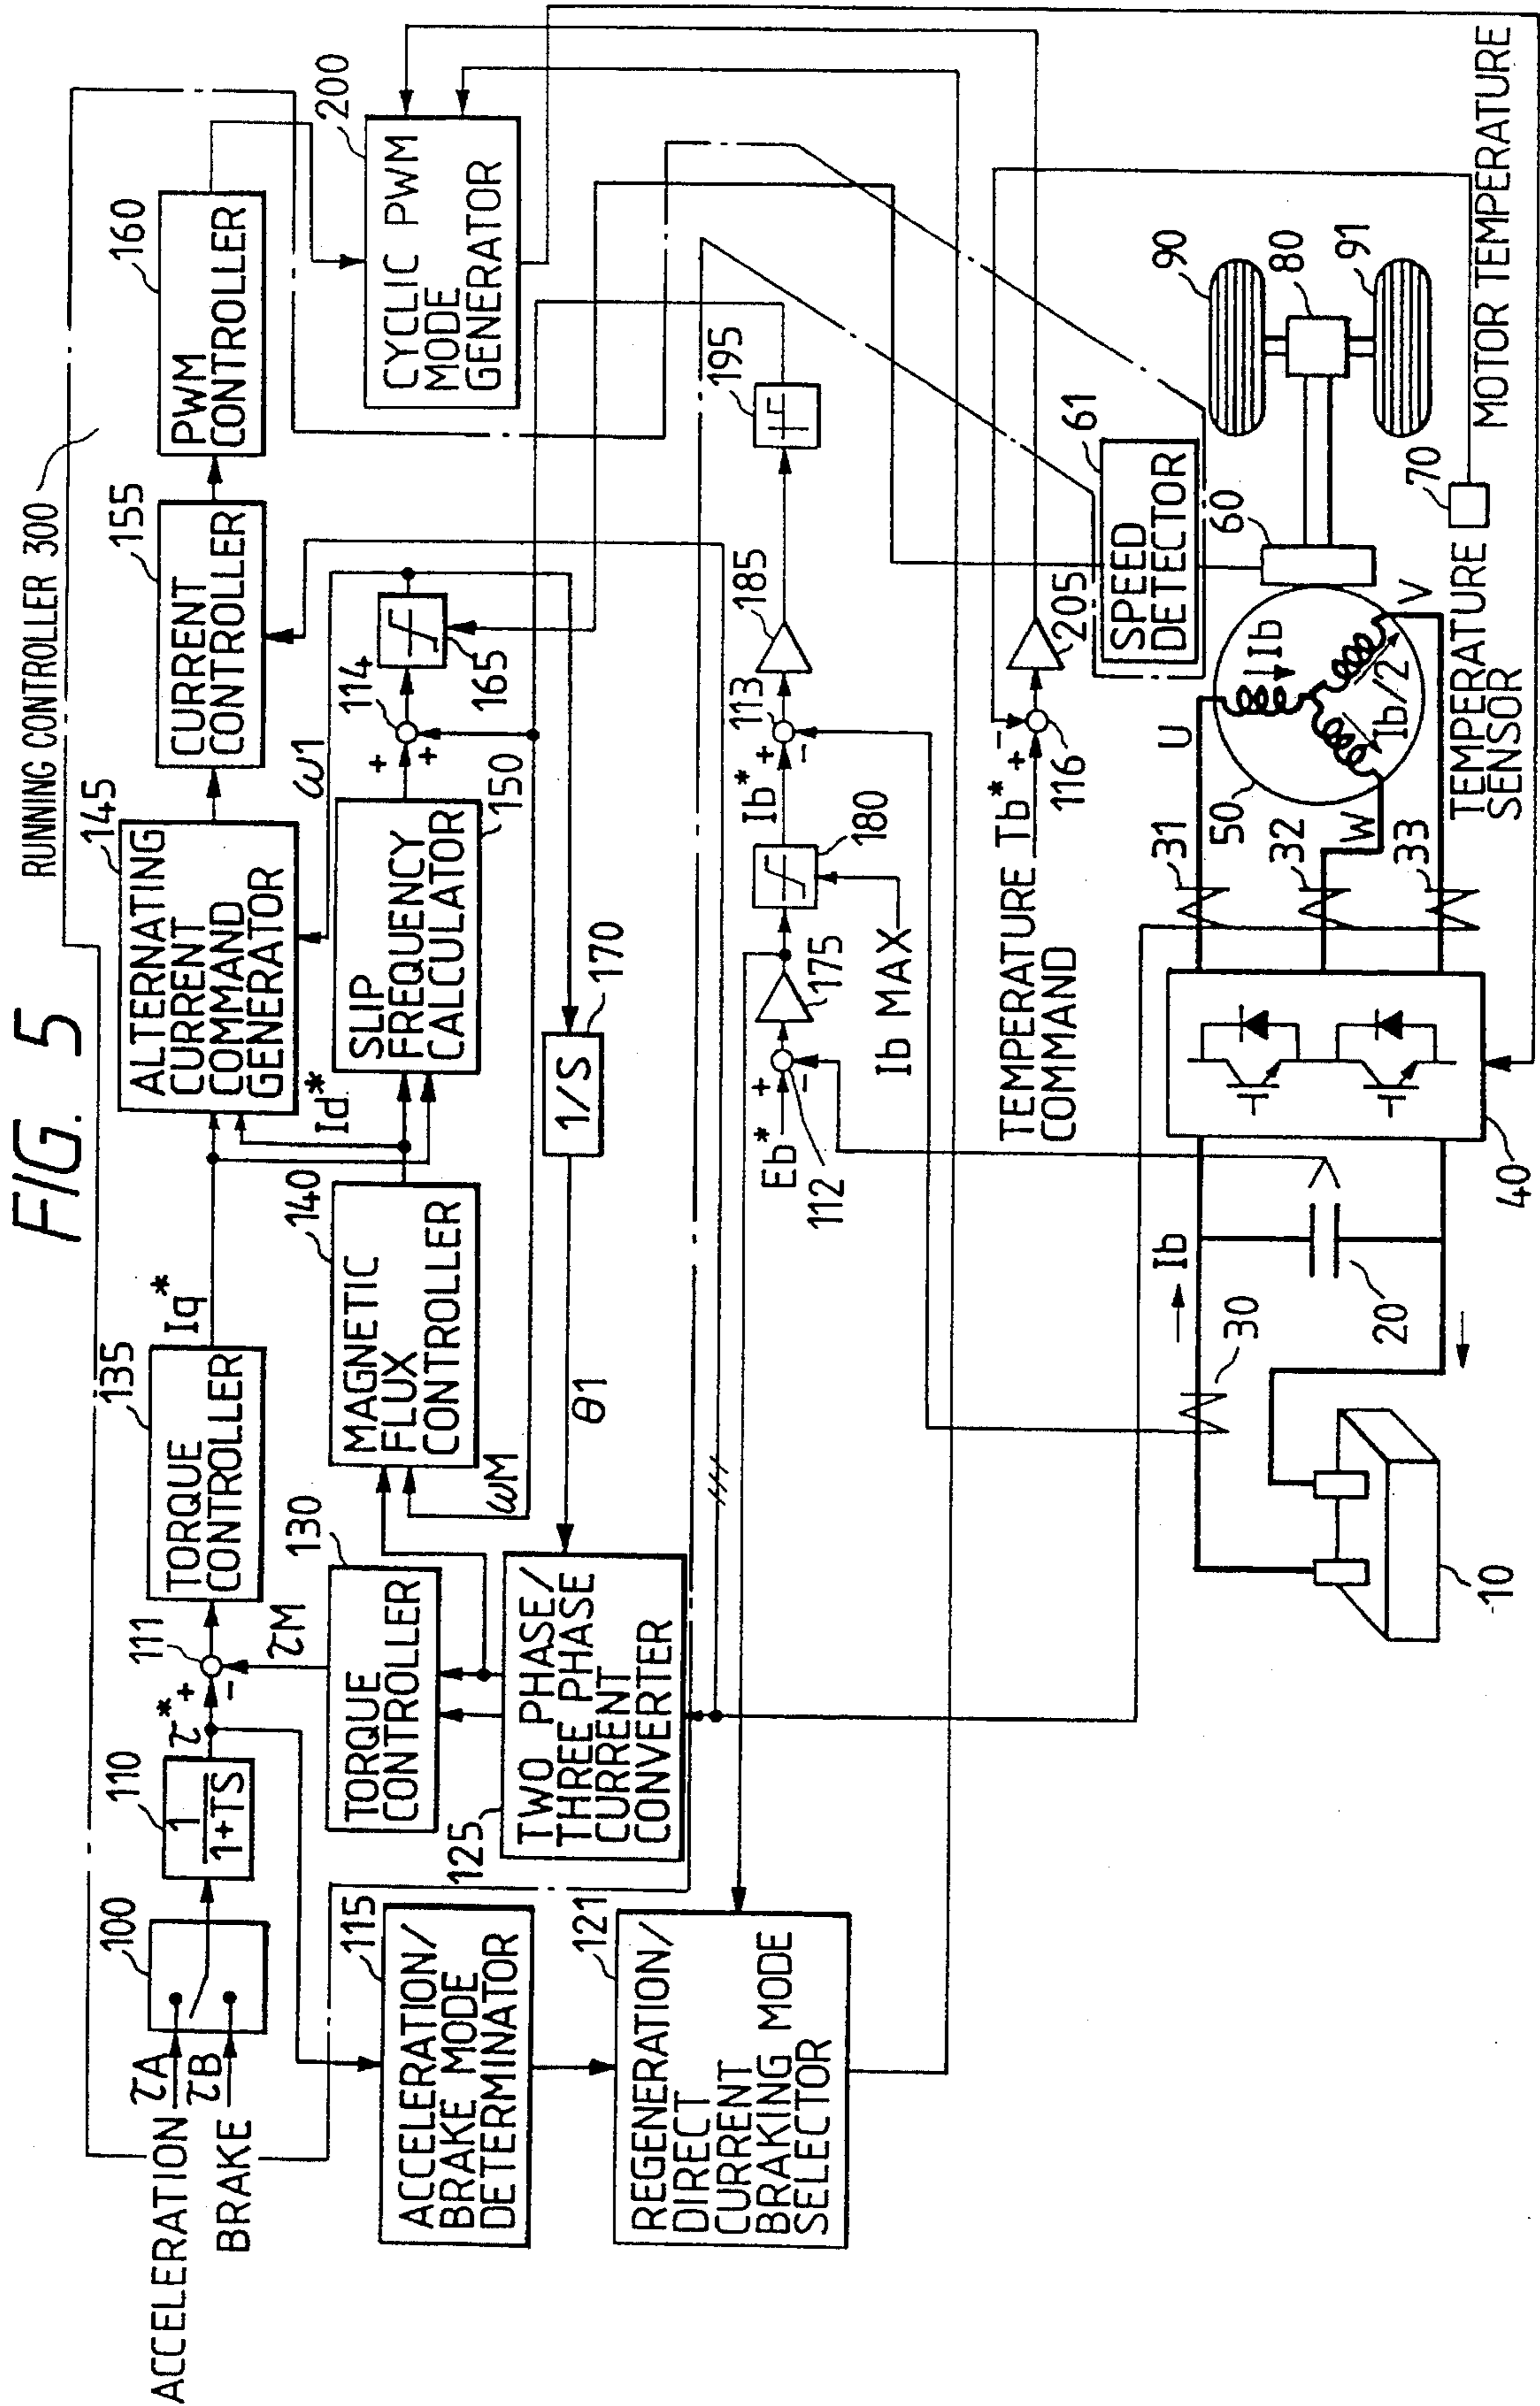 FIG. 5
RUNNING CONTROLLER 300
ACCELERATION
τA
BRAKE
τB
100
110
1
1+TS
τ*
+
-
111
τM
135
TORQUE
CONTROLLER
Iq*
145
ALTERNATING
CURRENT
COMMAND
GENERATOR
155
CURRENT
CONTROLLER
160
PWM
CONTROLLER
115
ACCELERATION/
BRAKE MODE
DETERMINATOR
130
TORQUE
CONTROLLER
140
MAGNETIC
FLUX
CONTROLLER
Id*
ωM
SLIP
FREQUENCY
CALCULATOR
150
ω1
114
+
+
165
200
CYCLIC PWM
MODE
GENERATOR
125
TWO PHASE/
THREE PHASE
CURRENT
CONVERTER
θ1
1/S
170
121
REGENERATION/
DIRECT
CURRENT
BRAKING MODE
SELECTOR
Eb*
+
-
112
175
180
Ib MAX
Ib*
+
-
113
185
195
TEMPERATURE Tb*
COMMAND
+
-
116
205
61
SPEED
DETECTOR
10
30
Ib
20
40
31
32
33
50
U
W
V
Ib
Ib/2
60
80
90
91
TEMPERATURE
SENSOR
70
MOTOR TEMPERATURE